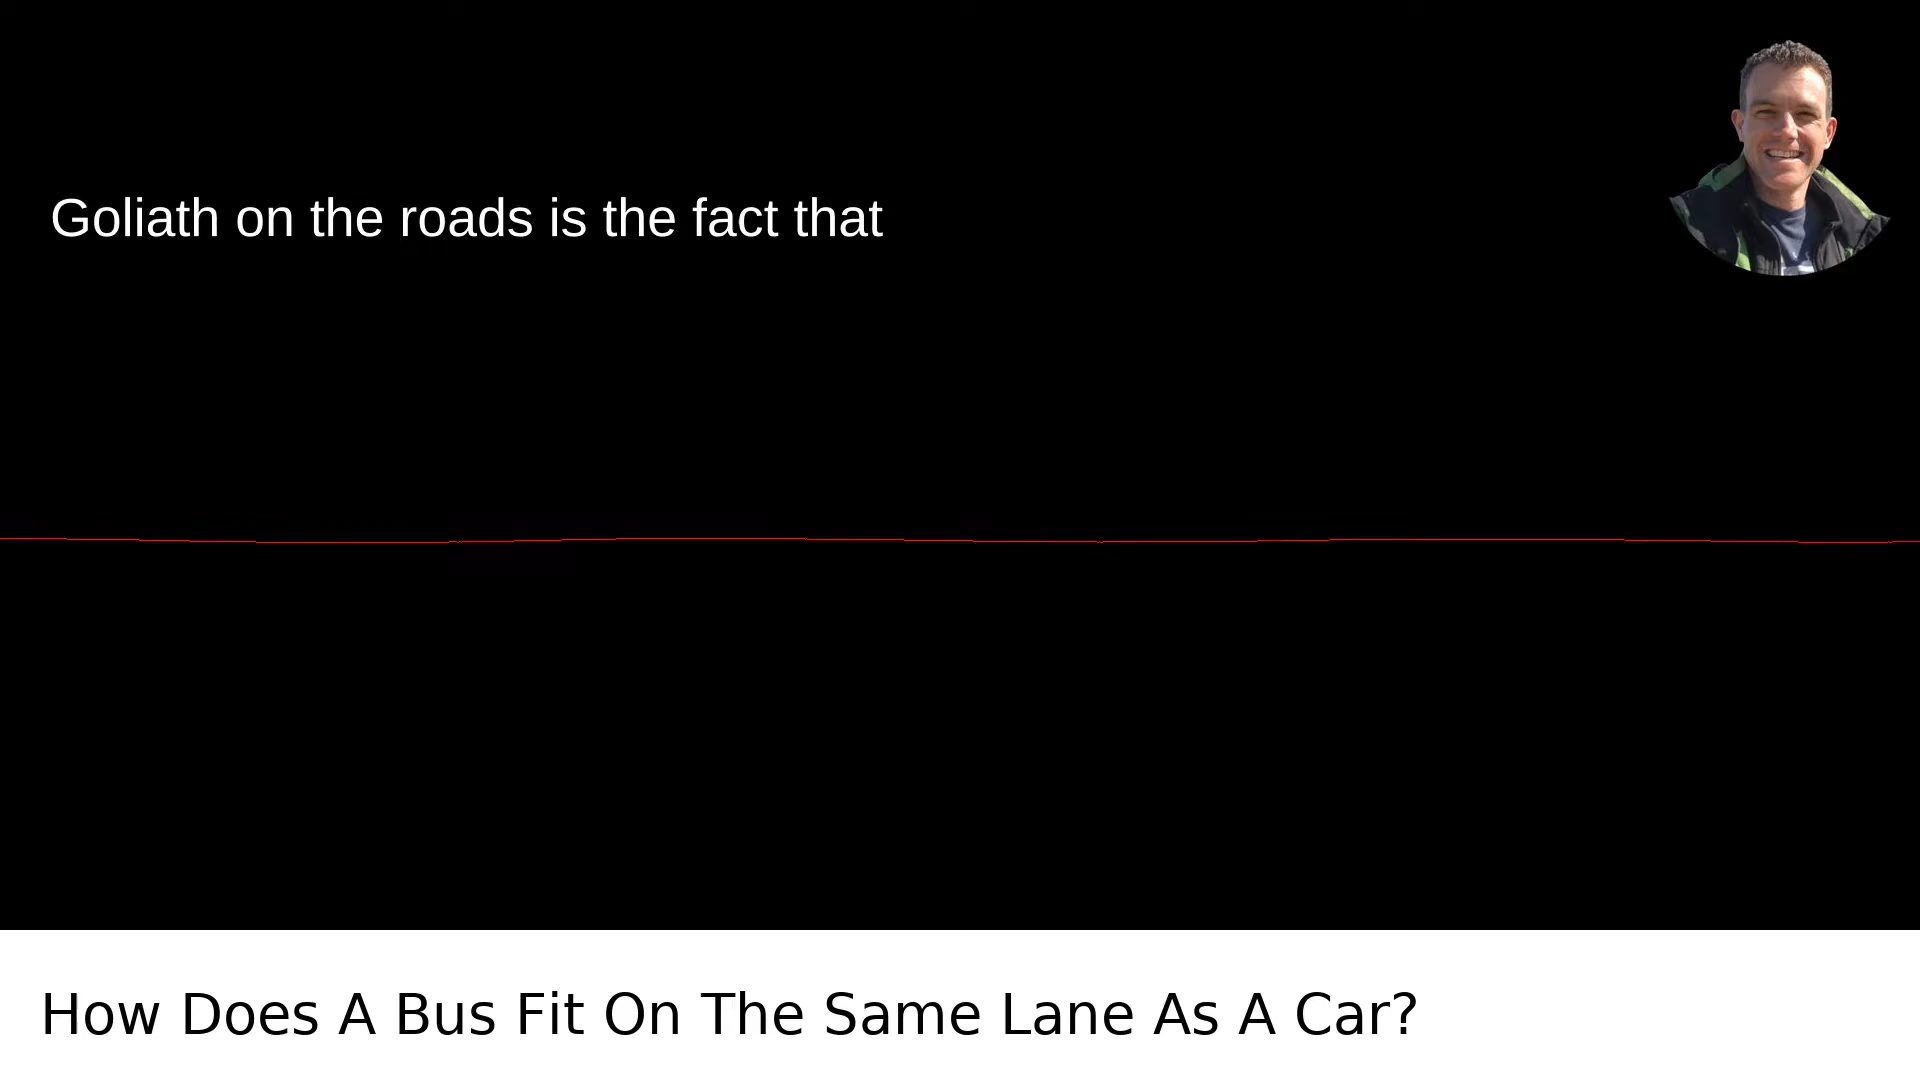 Goliath on the roads is the fact that
How Does A Bus Fit On The Same Lane As A Car?